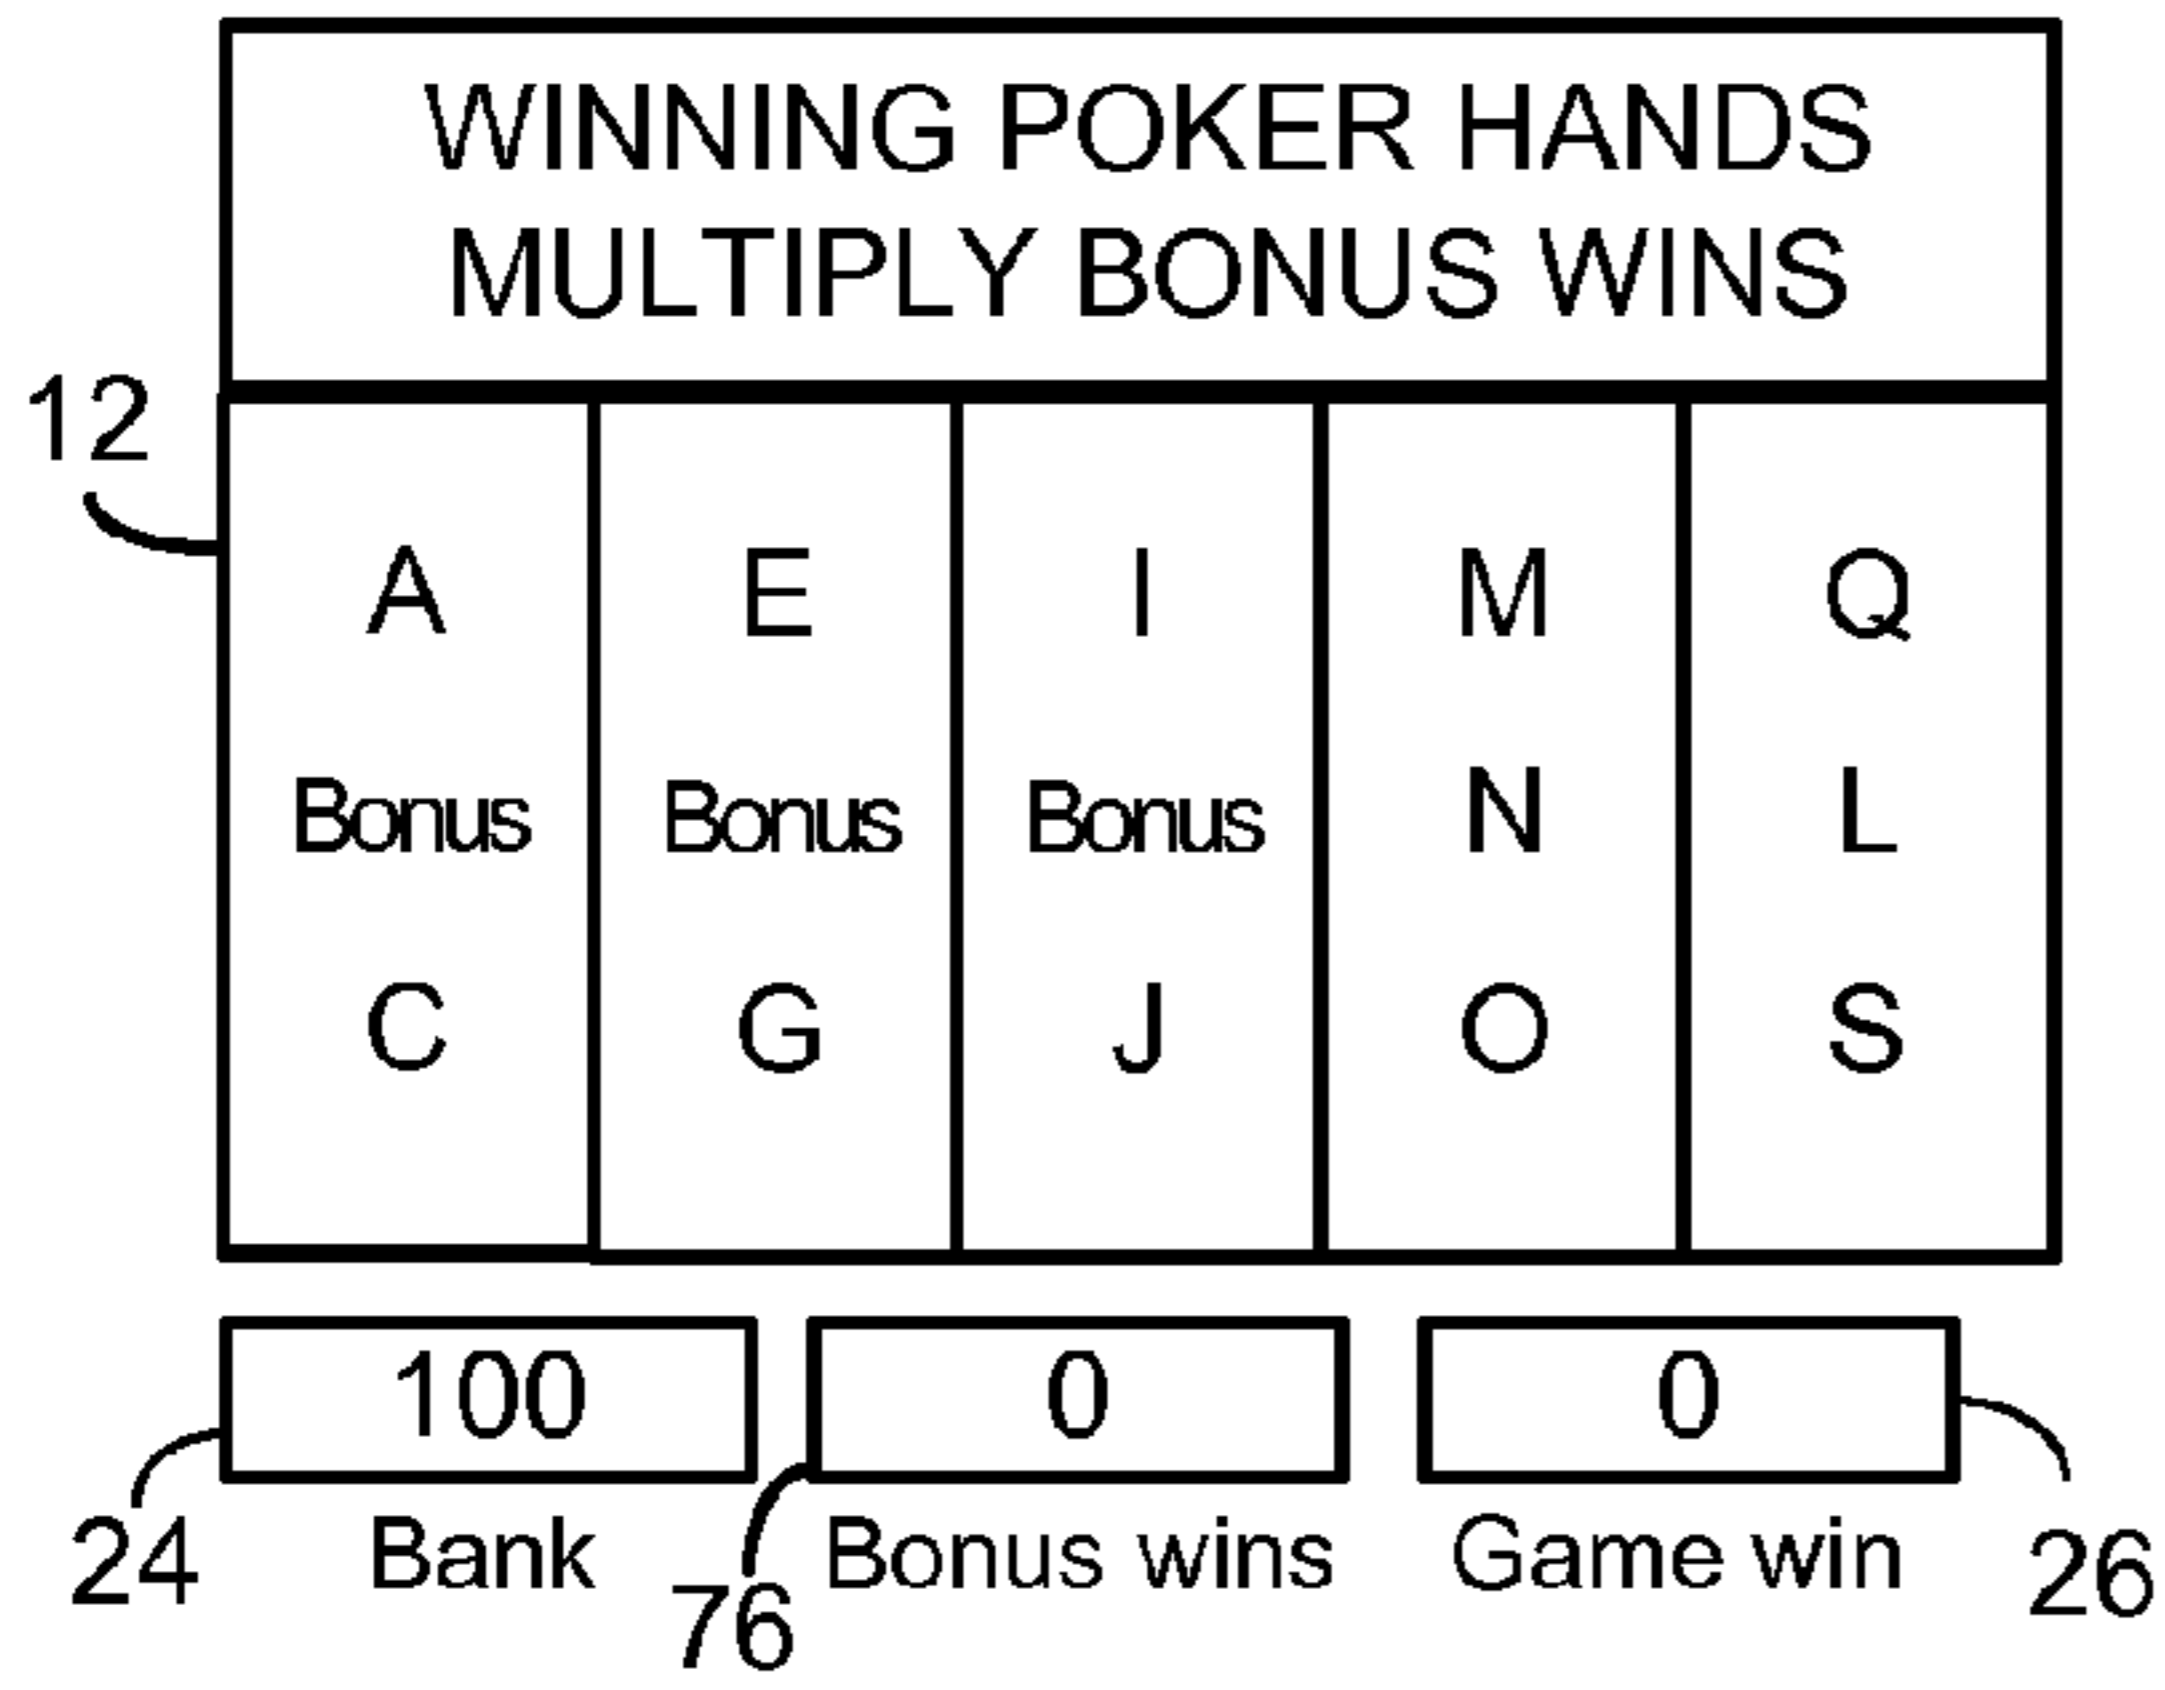 WINNING POKER HANDS
MULTIPLY BONUS WINS
12
A E I M Q
Bonus Bonus Bonus N L
C G J O S
100 0 0
24 Bank 76 Bonus wins Game win 26